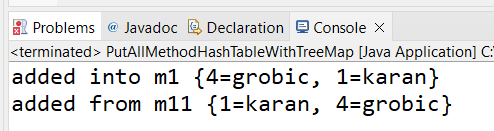 Problems @ Javadoc Declaration Console
<terminated> PutAllMethodHashTableWithTreeMap [Java Application] C:
added into m1 {4=grobic, 1=karan}
added from m11 {1=karan, 4=grobic}